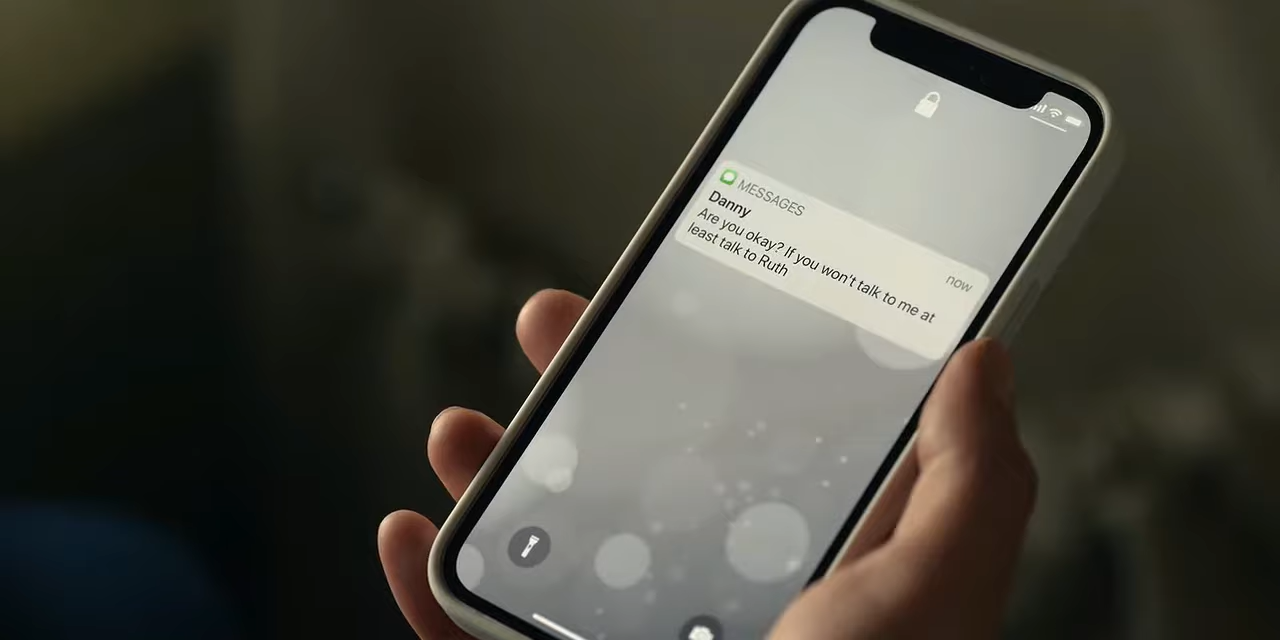 MESSAGES
now
Danny
Are you okay? If you won't talk to me at
least talk to Ruth